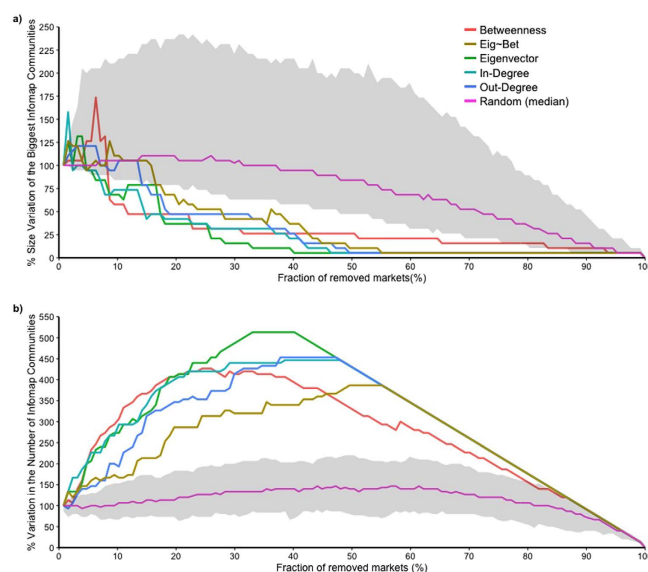 a)
% Size Variation of the Biggest Infomap Communities
250
225
200
175
150
125
100
75
50
25
0
0 10 20 30 40 50 60 70 80 90 100
Fraction of removed markets(%)
Betweenness
Eig~Bet
Eigenvector
In-Degree
Out-Degree
Random (median)
b)
% Variation in the Number of Infomap Communities
550
500
450
400
350
300
250
200
150
100
50
0
0 10 20 30 40 50 60 70 80 90 100
Fraction of removed markets (%)